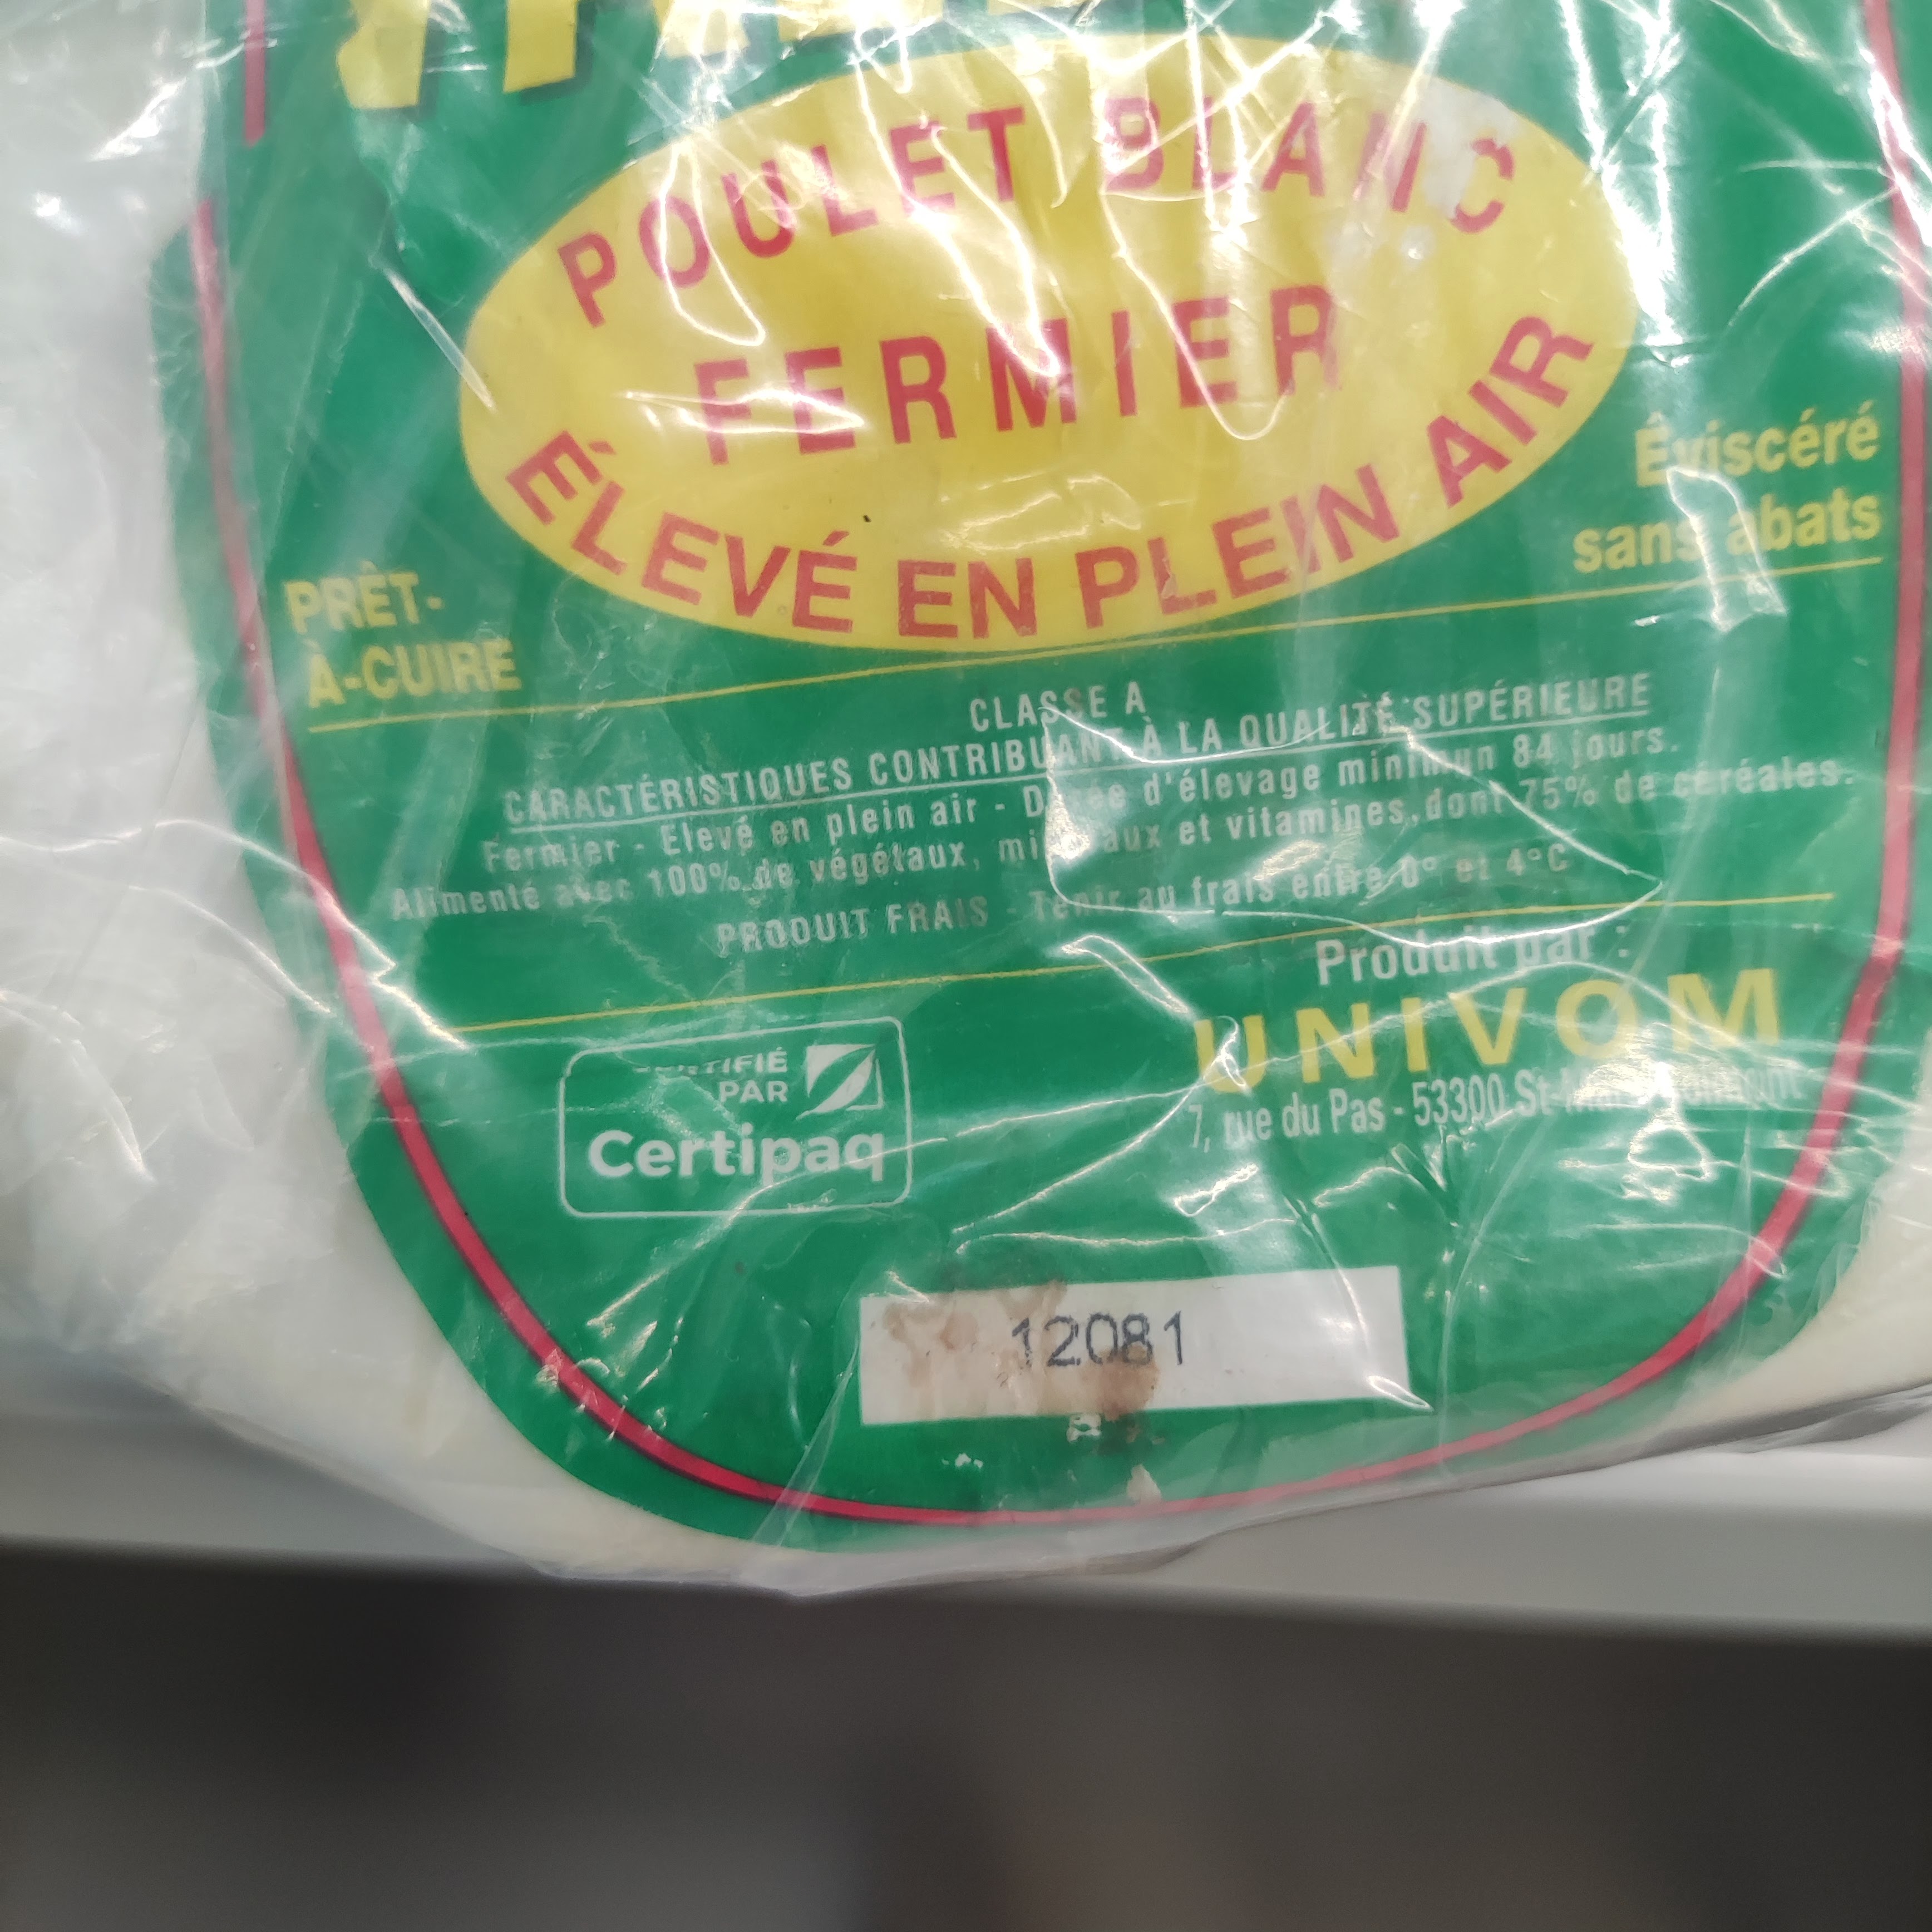 POULET BLANC
FERMIER
ÉLEVÉ EN PLEIN AIR
Éviscéré
sans abats
PRÊT-
À-CUIRE
CLASSE A
CARACTÉRISTIQUES CONTRIBUANT À LA QUALITÉ SUPÉRIEURE
Fermier - Elevé en plein air - Durée d'élevage minimun 84 jours.
Alimenté avec 100% de végétaux, minéraux et vitamines, dont 75% de céréales.
PRODUIT FRAIS - Tenir au frais entre 0° et 4°C
Produit par :
UNIVOM
7, rue du Pas - 53300
CERTIFIÉ
PAR
Certipaq
12081